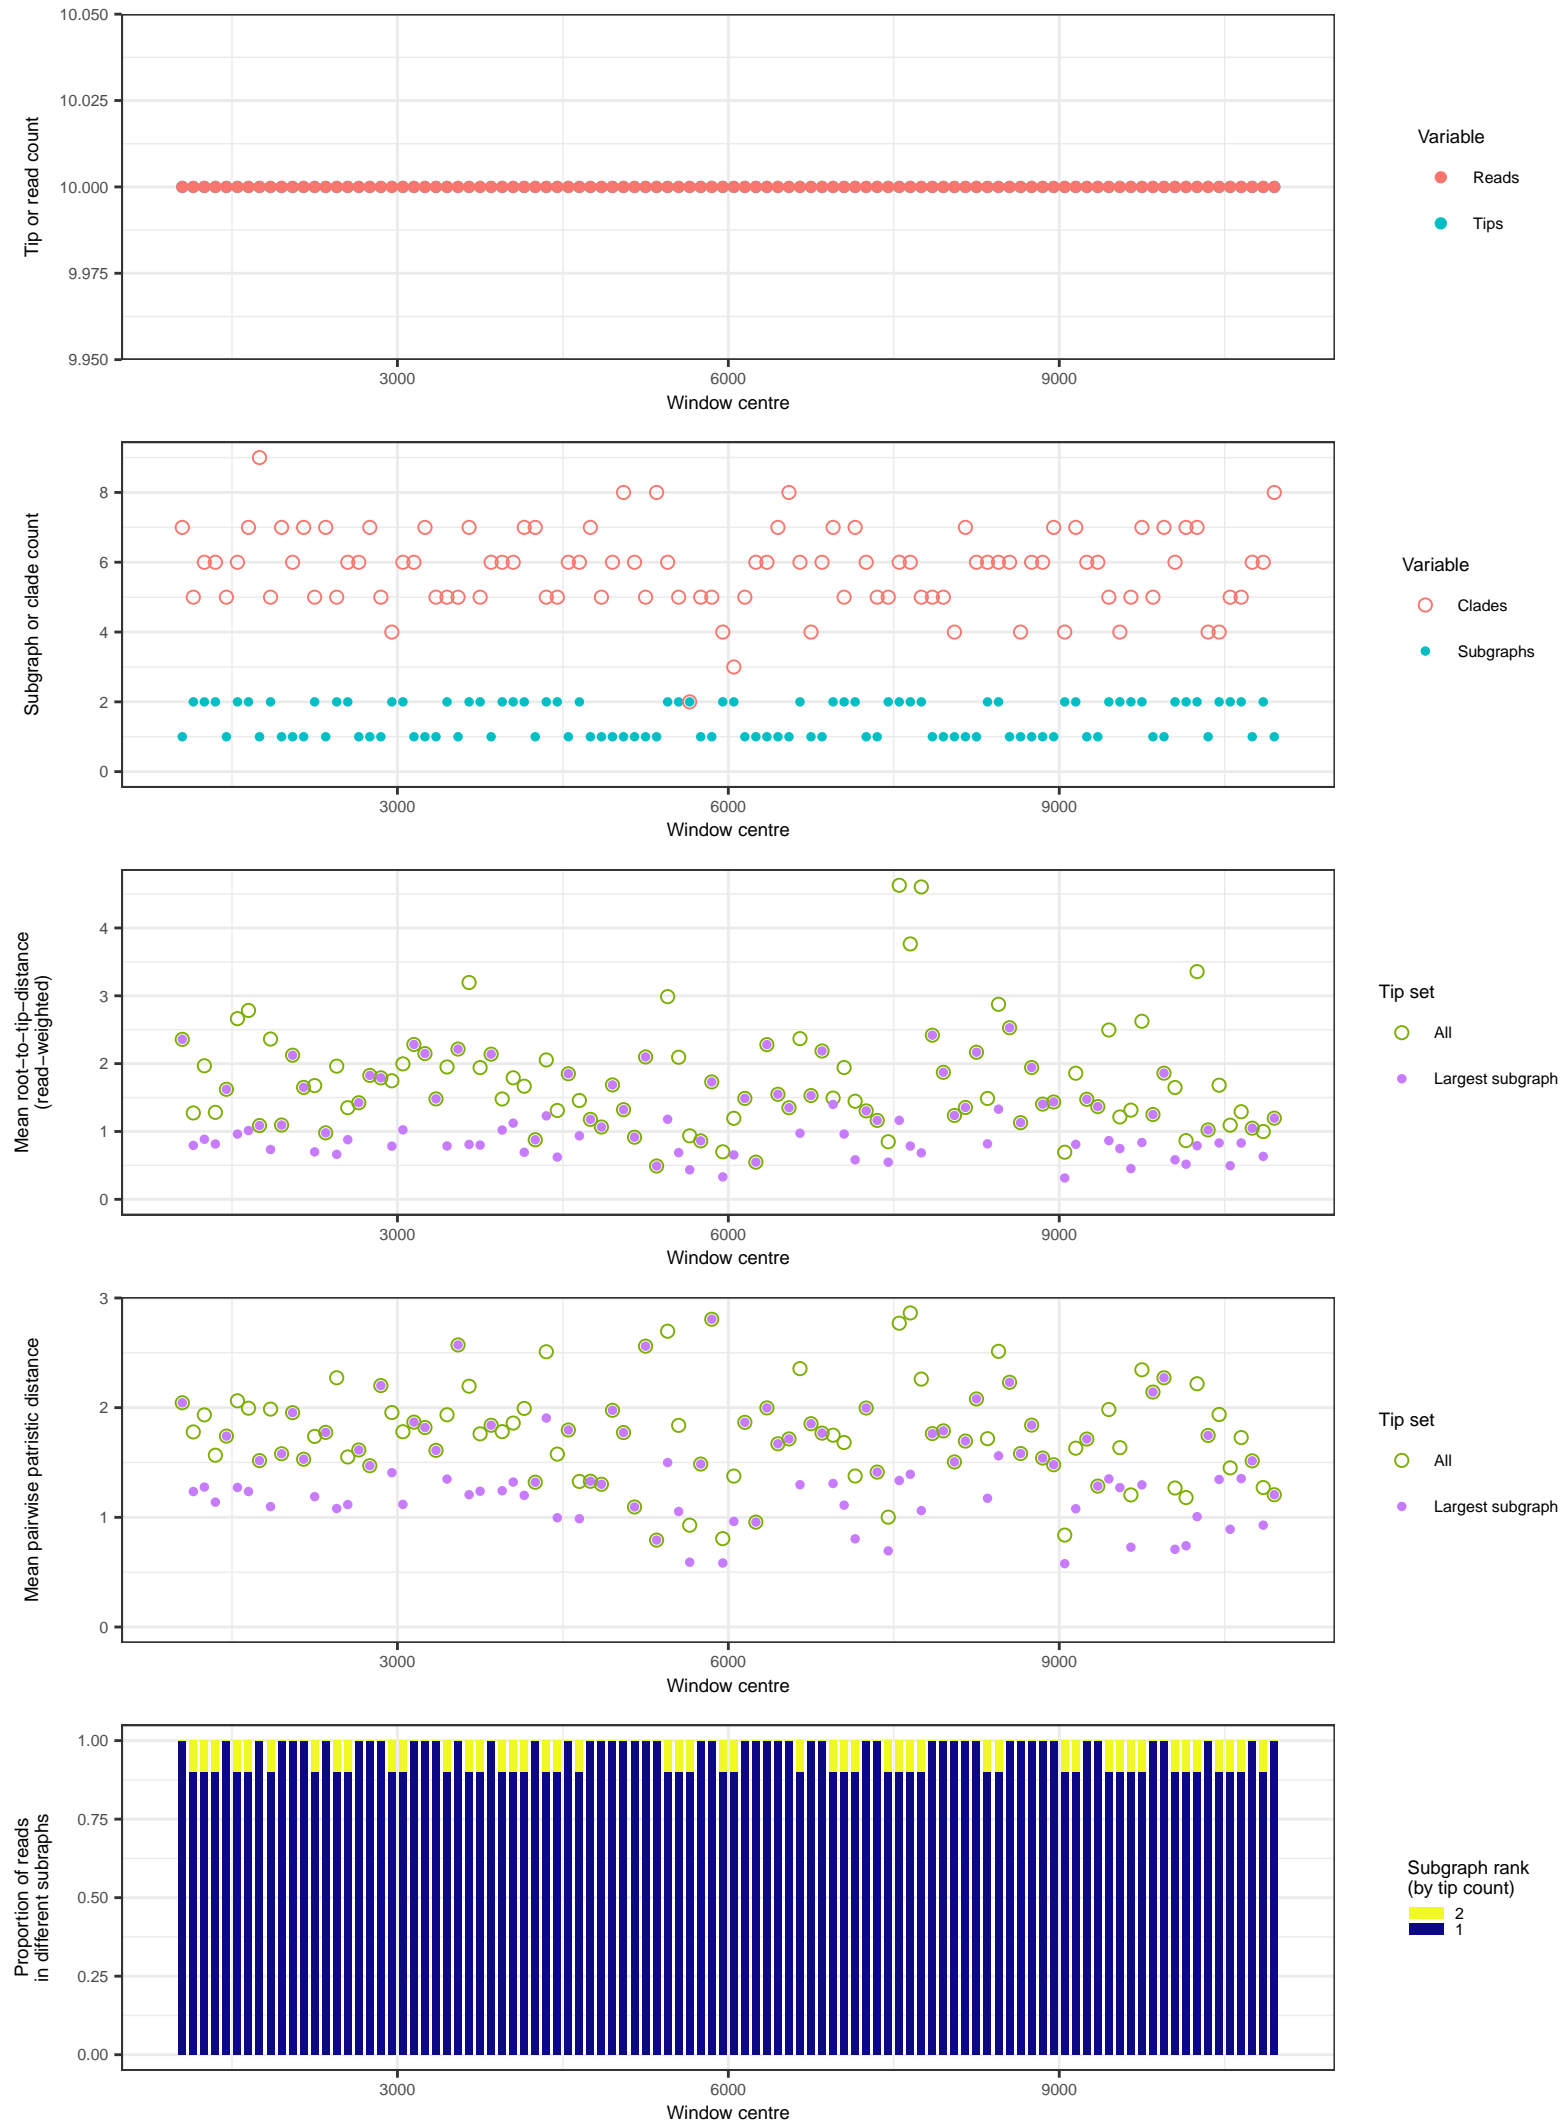 10.050
10.025
10.000
9.975
9.950
Tip or read count
3000
6000
9000
Window centre
Variable
Reads
Tips
8
6
4
2
0
Subgraph or clade count
3000
6000
9000
Window centre
Variable
Clades
Subgraphs
4
3
2
1
0
Mean root−to−tip−distance
(read−weighted)
3000
6000
9000
Window centre
Tip set
All
Largest subgraph
3
2
1
0
Mean pairwise patristic distance
3000
6000
9000
Window centre
Tip set
All
Largest subgraph
1.00
0.75
0.50
0.25
0.00
Proportion of reads
in different subraphs
3000
6000
9000
Window centre
Subgraph rank
(by tip count)
2
1